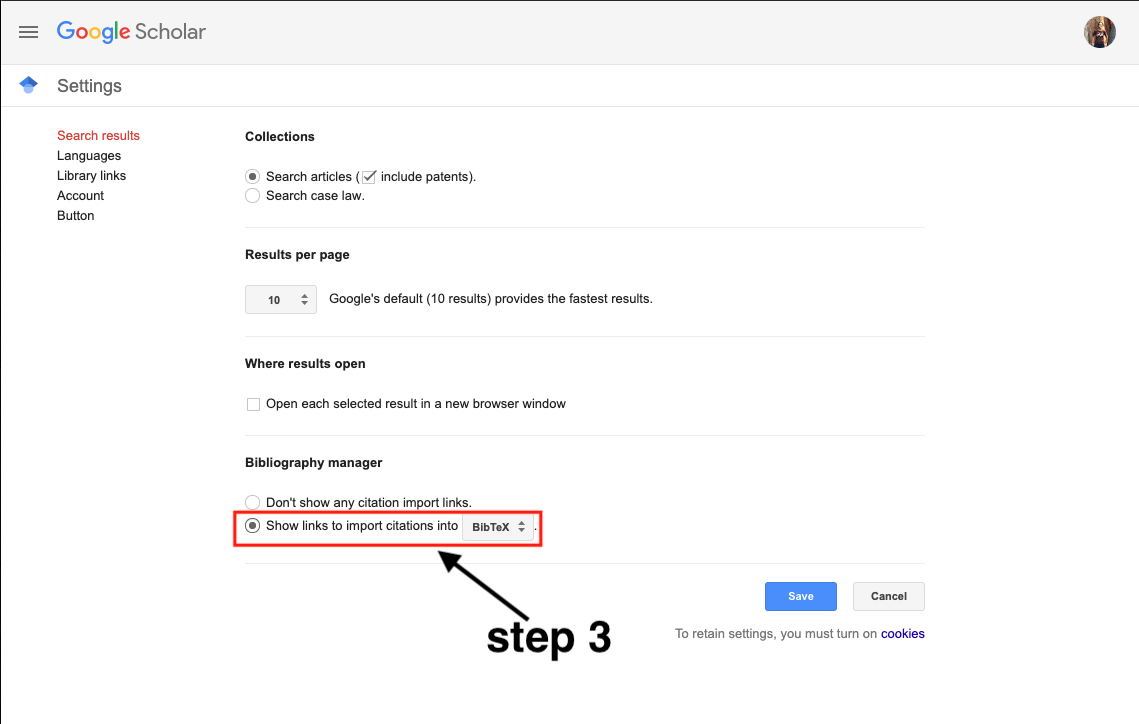 Google Scholar
Settings
Search results
Languages
Library links
Account
Button
Collections
Search articles ( include patents).
Search case law.
Results per page
10 Google's default (10 results) provides the fastest results.
Where results open
Open each selected result in a new browser window
Bibliography manager
Don't show any citation import links.
Show links to import citations into BibTeX .
Save Cancel
step 3
To retain settings, you must turn on cookies